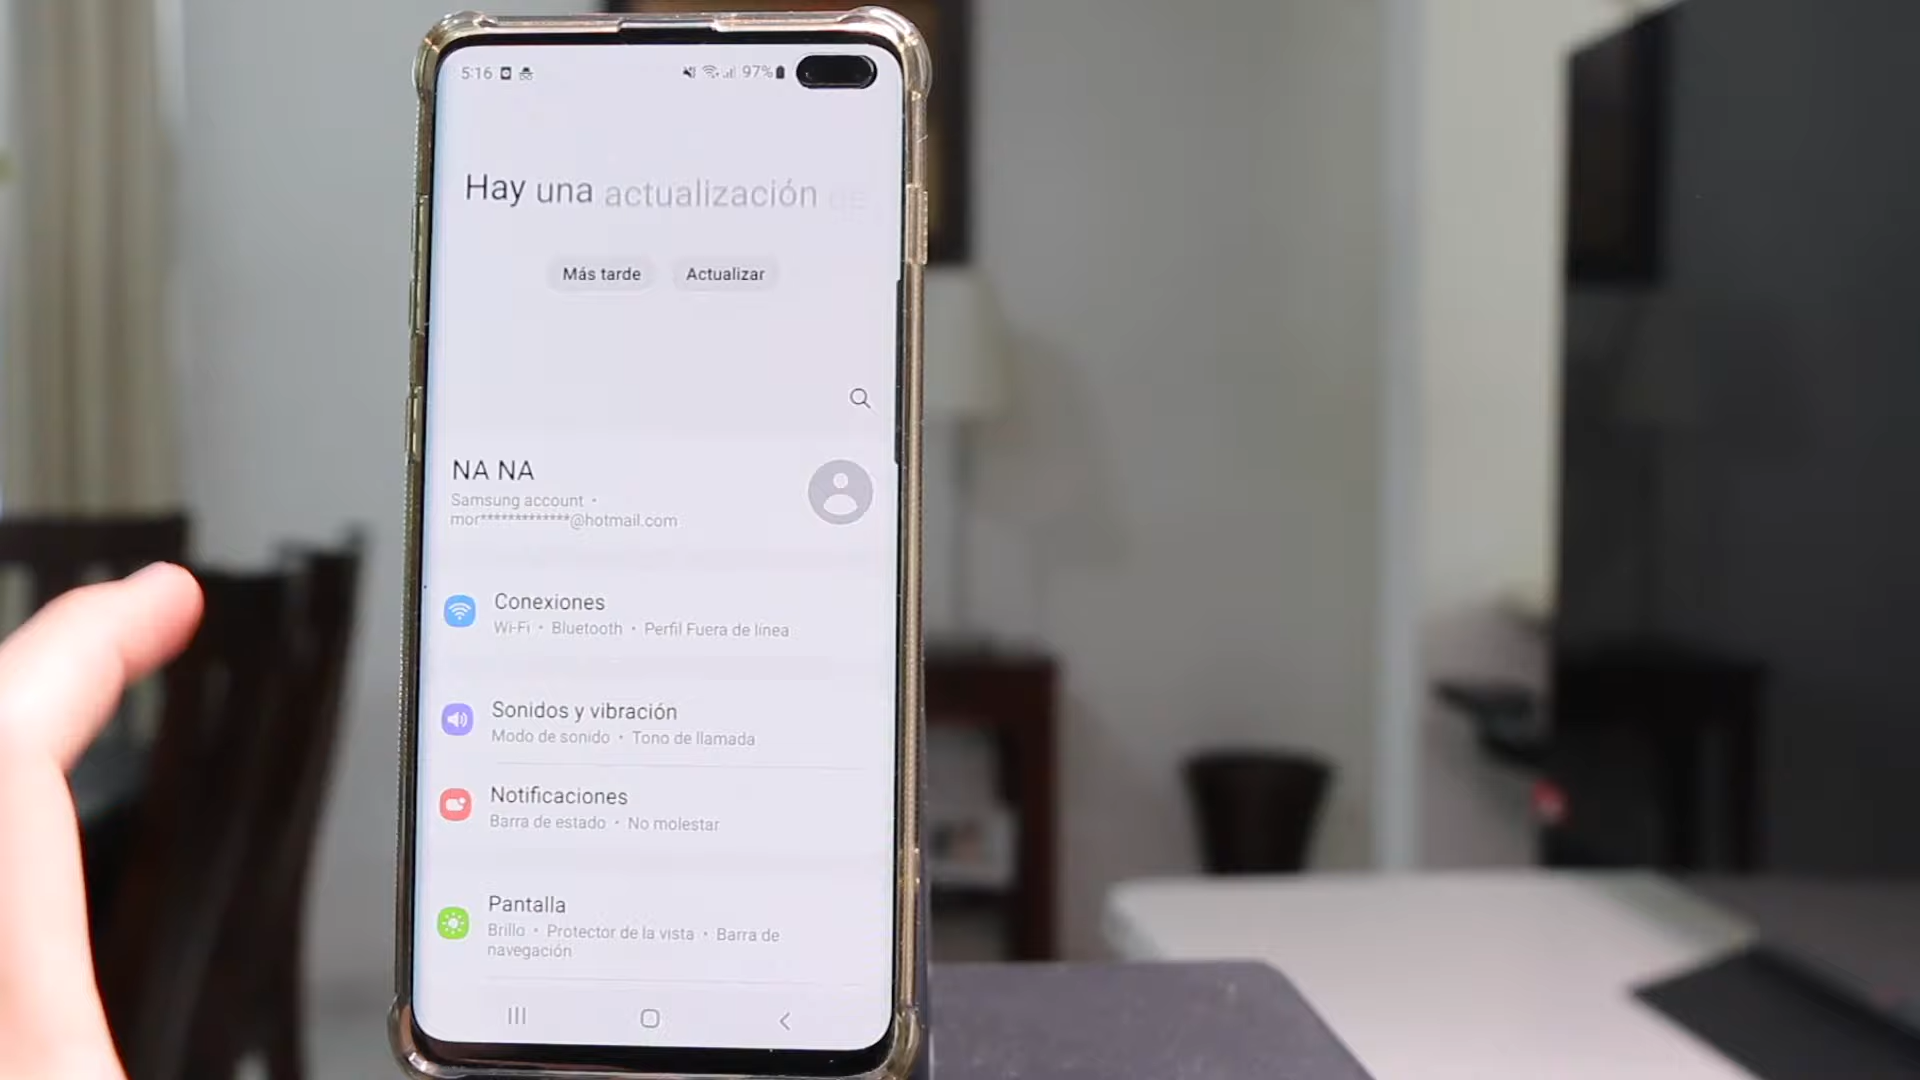 5:16 97%
Hay una actualización de
Más tarde Actualizar
NA NA
Samsung account •
mor*************@hotmail.com
Conexiones
Wi-Fi • Bluetooth • Perfil Fuera de línea
Sonidos y vibración
Modo de sonido • Tono de llamada
Notificaciones
Barra de estado • No molestar
Pantalla
Brillo • Protector de la vista • Barra de
navegación